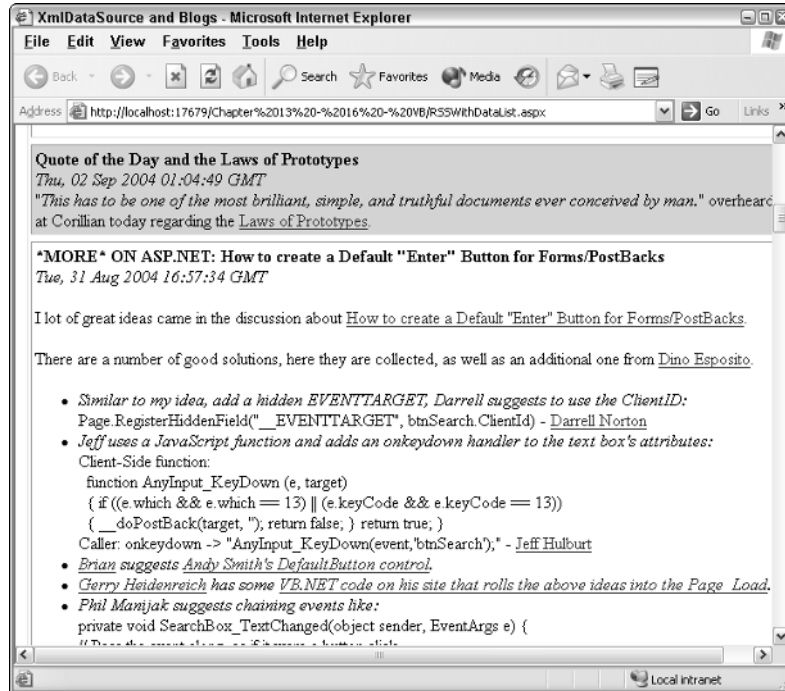 XmlDataSource and Blogs - Microsoft Internet Explorer
File Edit View Favorites Tools Help
Back Search Favorites Media
Address http://localhost:17679/Chapter%2013%20-%2016%20-%20VB/RSSWithDataList.aspx Go Links »
Quote of the Day and the Laws of Prototypes
Thu, 02 Sep 2004 01:04:49 GMT
"This has to be one of the most brilliant, simple, and truthful documents ever conceived by man." overheard
at Corillian today regarding the Laws of Prototypes.
*MORE* ON ASP.NET: How to create a Default "Enter" Button for Forms/PostBacks
Tue, 31 Aug 2004 16:57:34 GMT
I lot of great ideas came in the discussion about How to create a Default "Enter" Button for Forms/PostBacks.
There are a number of good solutions, here they are collected, as well as an additional one from Dino Esposito.
• Similar to my idea, add a hidden EVENTTARGET, Darrell suggests to use the ClientID:
Page.RegisterHiddenField("__EVENTTARGET", btnSearch.ClientId) - Darrell Norton
• Jeff uses a JavaScript function and adds an onkeydown handler to the text box's attributes:
Client-Side function:
function AnyInput_KeyDown (e, target)
{ if ((e.which && e.which == 13) || (e.keyCode && e.keyCode == 13))
{ __doPostBack(target, ''); return false; } return true; }
Caller: onkeydown -> "AnyInput_KeyDown(event,'btnSearch');" - Jeff Hulburt
• Brian suggests Andy Smith's DefaultButton control.
• Gerry Heidenreich has some VB.NET code on his site that rolls the above ideas into the Page_Load.
• Phil Manijak suggests chaining events like:
private void SearchBox_TextChanged(object sender, EventArgs e) {
Local intranet